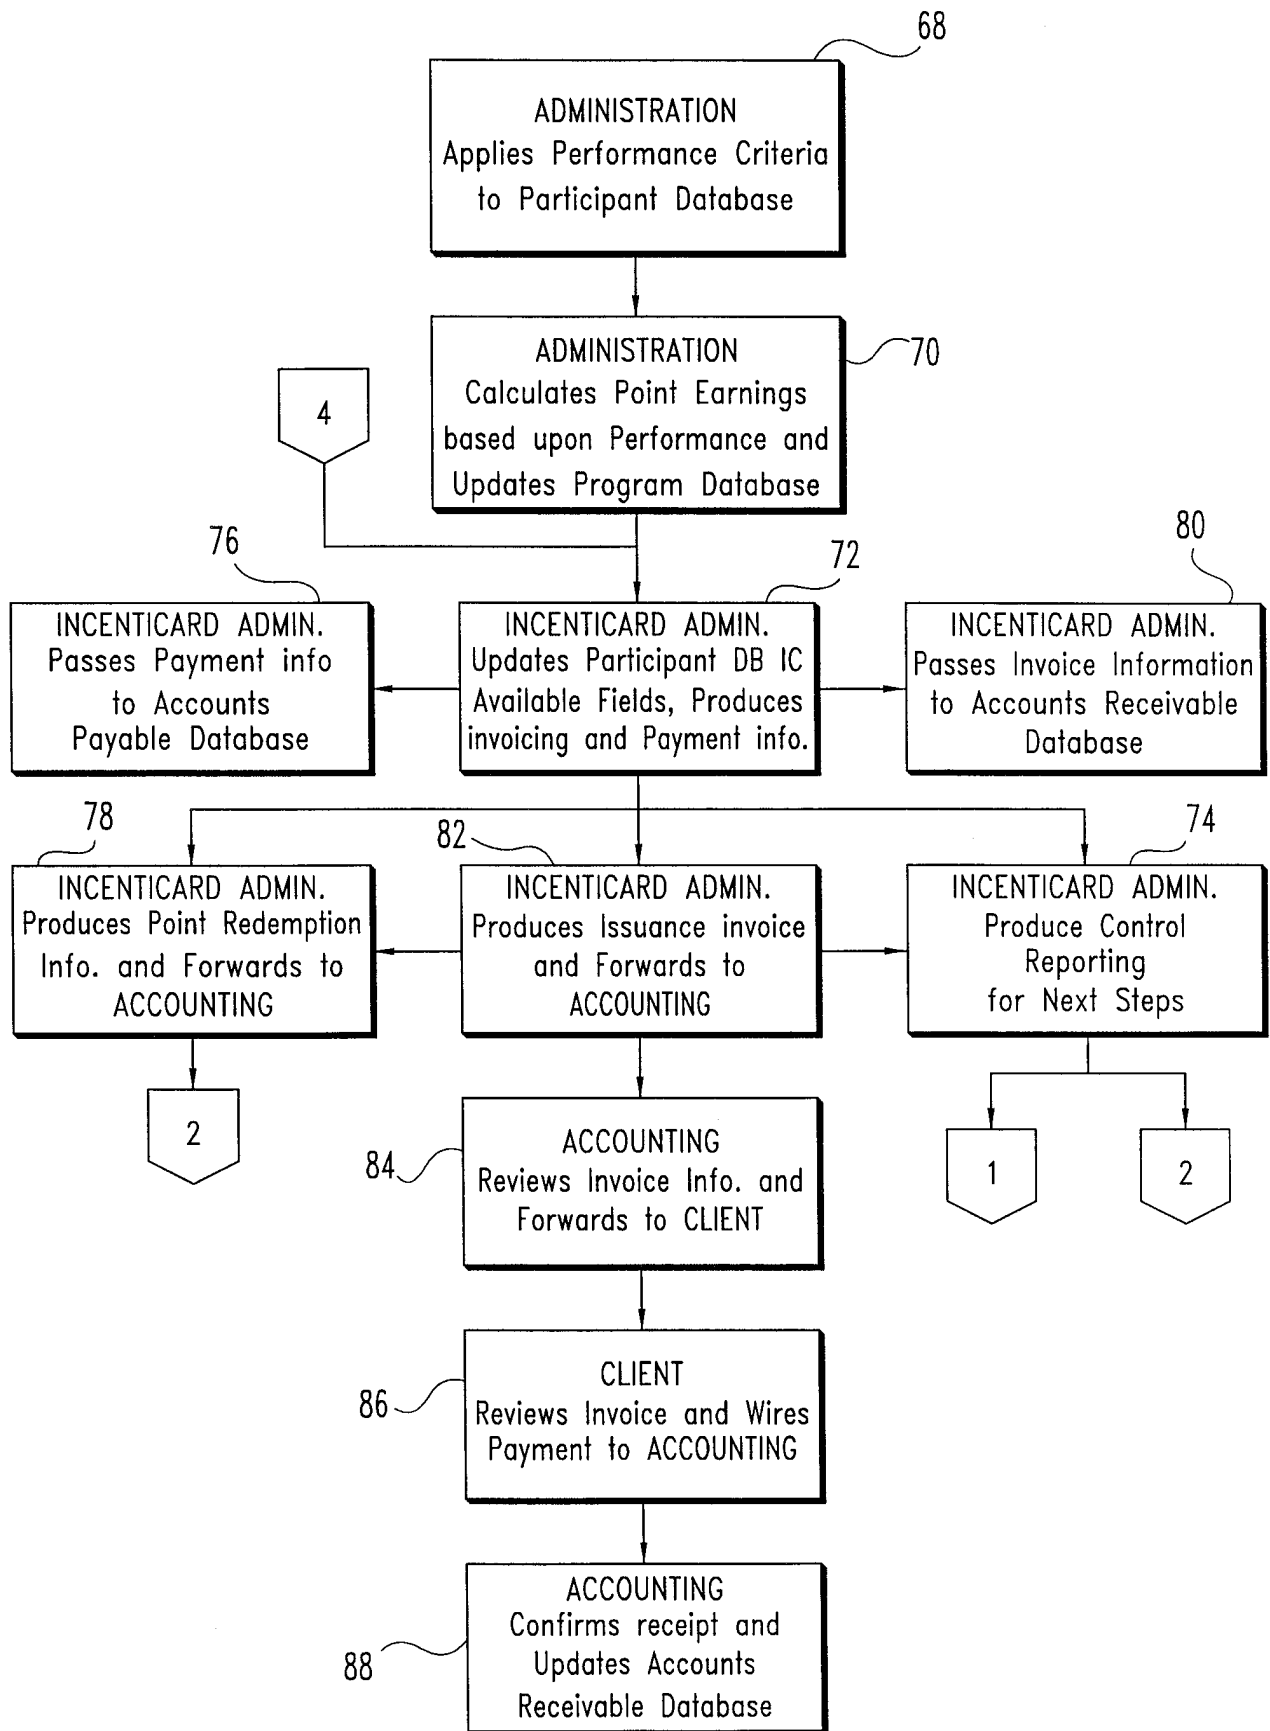 68
ADMINISTRATION
Applies Performance Criteria
to Participant Database
70
ADMINISTRATION
Calculates Point Earnings
based upon Performance and
Updates Program Database
4
76
INCENTICARD ADMIN.
Passes Payment info
to Accounts
Payable Database
72
INCENTICARD ADMIN.
Updates Participant DB IC
Available Fields, Produces
invoicing and Payment info.
80
INCENTICARD ADMIN.
Passes Invoice Information
to Accounts Receivable
Database
78
INCENTICARD ADMIN.
Produces Point Redemption
Info. and Forwards to
ACCOUNTING
82
INCENTICARD ADMIN.
Produces Issuance invoice
and Forwards to
ACCOUNTING
74
INCENTICARD ADMIN.
Produce Control
Reporting
for Next Steps
2
1
2
84
ACCOUNTING
Reviews Invoice Info. and
Forwards to CLIENT
86
CLIENT
Reviews Invoice and Wires
Payment to ACCOUNTING
88
ACCOUNTING
Confirms receipt and
Updates Accounts
Receivable Database